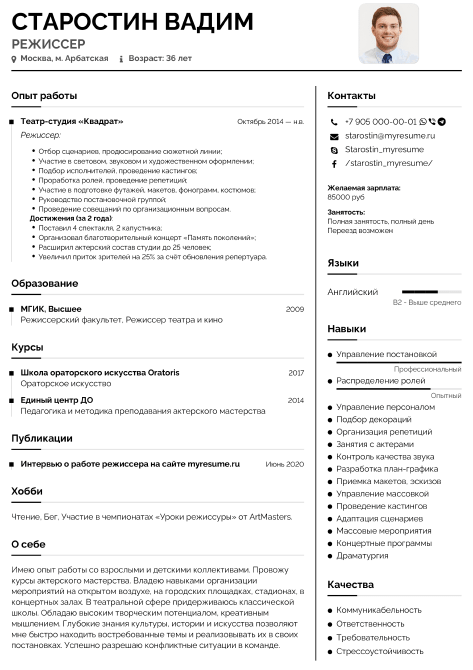 СТАРОСТИН ВАДИМ
РЕЖИССЕР
Москва, м. Арбатская
Возраст: 36 лет
Опыт работы
Театр-студия «Квадрат»
Октябрь 2014 — н.в.
Режиссер:
Отбор сценариев, продюсирование сюжетной линии;
Участие в световом, звуковом и художественном оформлении;
Подбор исполнителей, проведение кастингов;
Проработка ролей, проведение репетиций;
Участие в подготовке футажей, макетов, фонограмм, костюмов;
Руководство постановочной группой;
Проведение совещаний по организационным вопросам.
Достижения (за 2 года):
Поставил 4 спектакля, 2 капустника;
Организовал благотворительный концерт «Память поколений»;
Расширил актерский состав студии до 25 человек;
Увеличил приток зрителей на 25% за счёт обновления репертуара.
Образование
МГИК, Высшее
2009
Режиссерский факультет, Режиссер театра и кино
Курсы
Школа ораторского искусства Oratoris
2017
Ораторское искусство
Единый центр ДО
2014
Педагогика и методика преподавания актерского мастерства
Публикации
Интервью о работе режиссера на сайте myresume.ru
Июнь 2020
Хобби
Чтение, Бег, Участие в чемпионатах «Уроки режиссуры» от ArtMasters.
О себе
Имею опыт работы со взрослыми и детскими коллективами. Провожу
курсы актерского мастерства. Владею навыками организации
мероприятий на открытом воздухе, на городских площадках, стадионах, в
концертных залах. В театральной сфере придерживаюсь классической
школы. Обладаю высоким творческим потенциалом, креативным
мышлением. Глубокие знания культуры, истории и искусства позволяют
мне быстро находить востребованные темы и реализовывать их в своих
постановках. Успешно разрешаю конфликтные ситуации в команде.
Контакты
+7 905 000-00-01
starostin@myresume.ru
Starostin_myresume
/starostin_myresume/
Желаемая зарплата:
85000 руб
Занятость:
Полная занятость, полный день
Переезд возможен
Языки
Английский
B2 - Выше среднего
Навыки
Управление постановкой
Профессиональный
Распределение ролей
Опытный
Управление персоналом
Подбор декораций
Организация репетиций
Занятия с актерами
Контроль качества звука
Разработка план-графика
Приемка макетов, эскизов
Управление массовкой
Проведение кастингов
Адаптация сценариев
Массовые мероприятия
Концертные программы
Драматургия
Качества
Коммуникабельность
Ответственность
Требовательность
Стрессоустойчивость